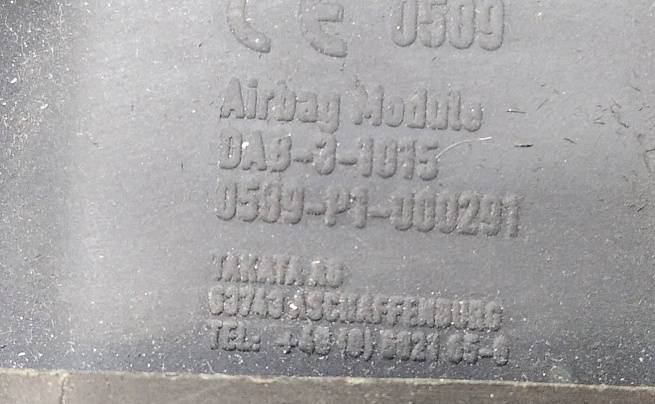 CE 0589
Airbag Module
DAB-3-1015
0589-P1-000291
TAKATA AG
63743 ASCHAFFENBURG
TEL: +49 (0) 6021 65-0